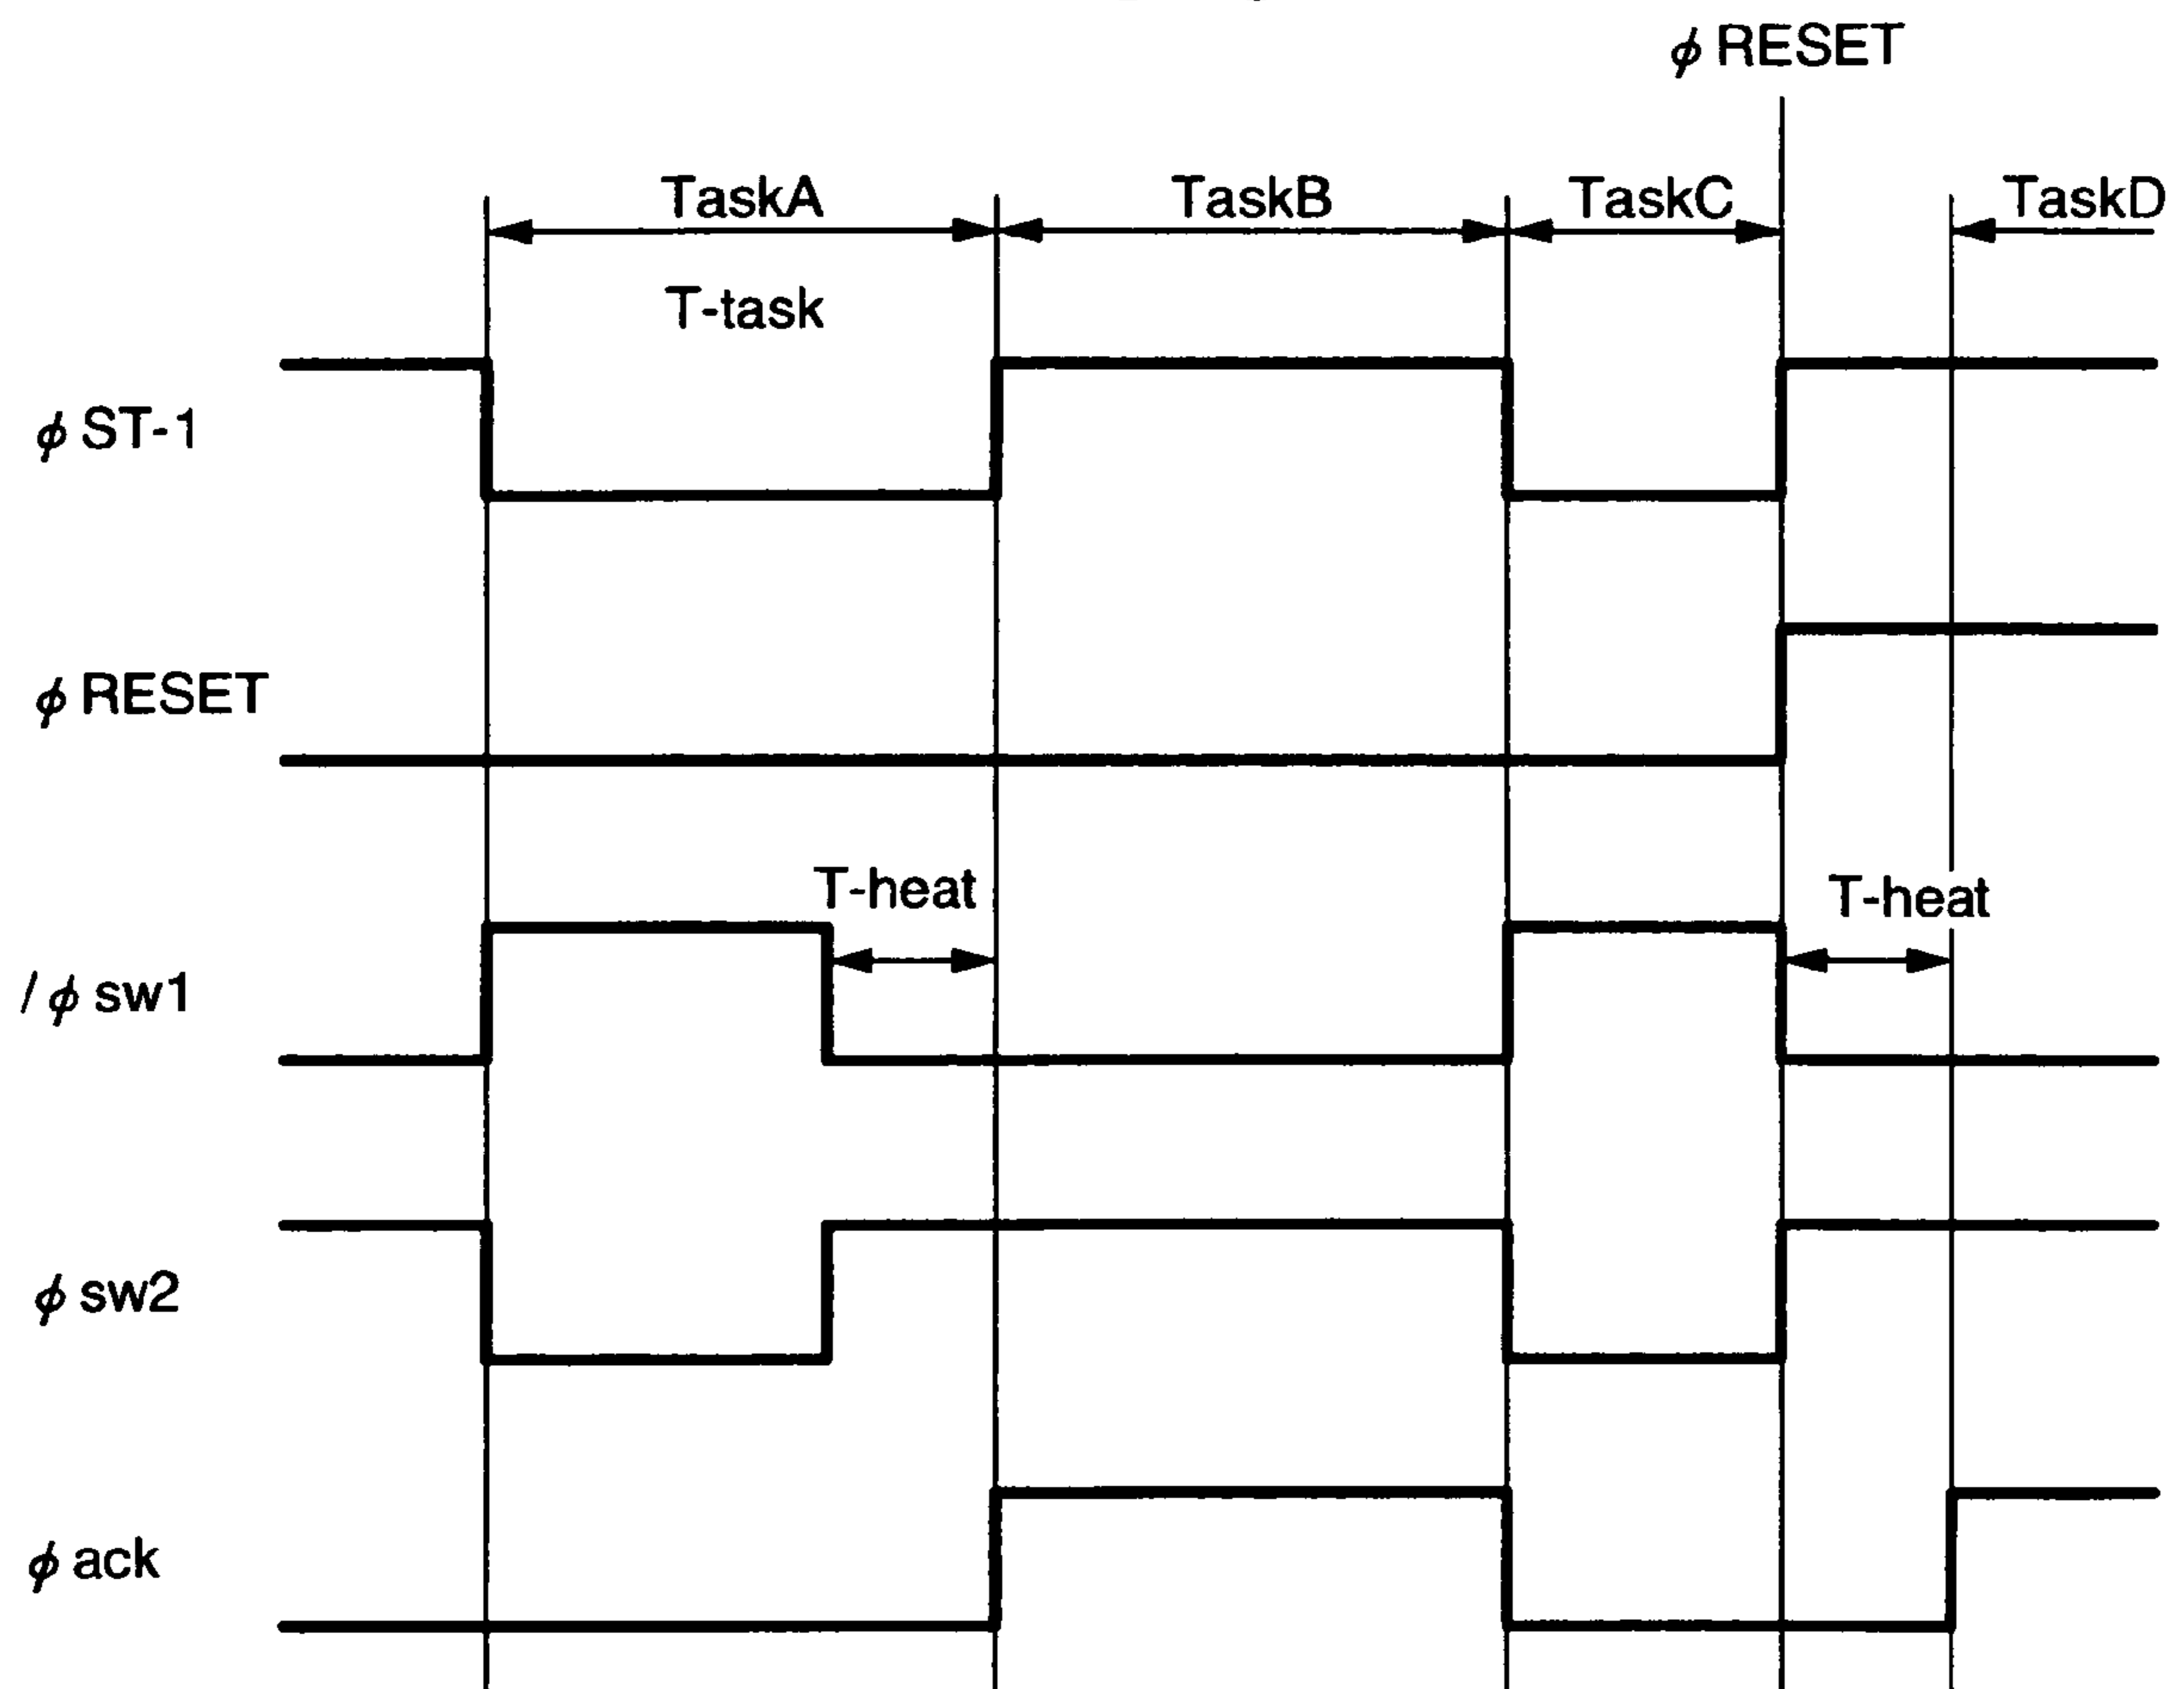 ϕ RESET
TaskA TaskB TaskC TaskD
T-task
ϕ ST-1
ϕ RESET
T-heat T-heat
/ϕ sw1
ϕ sw2
ϕ ack